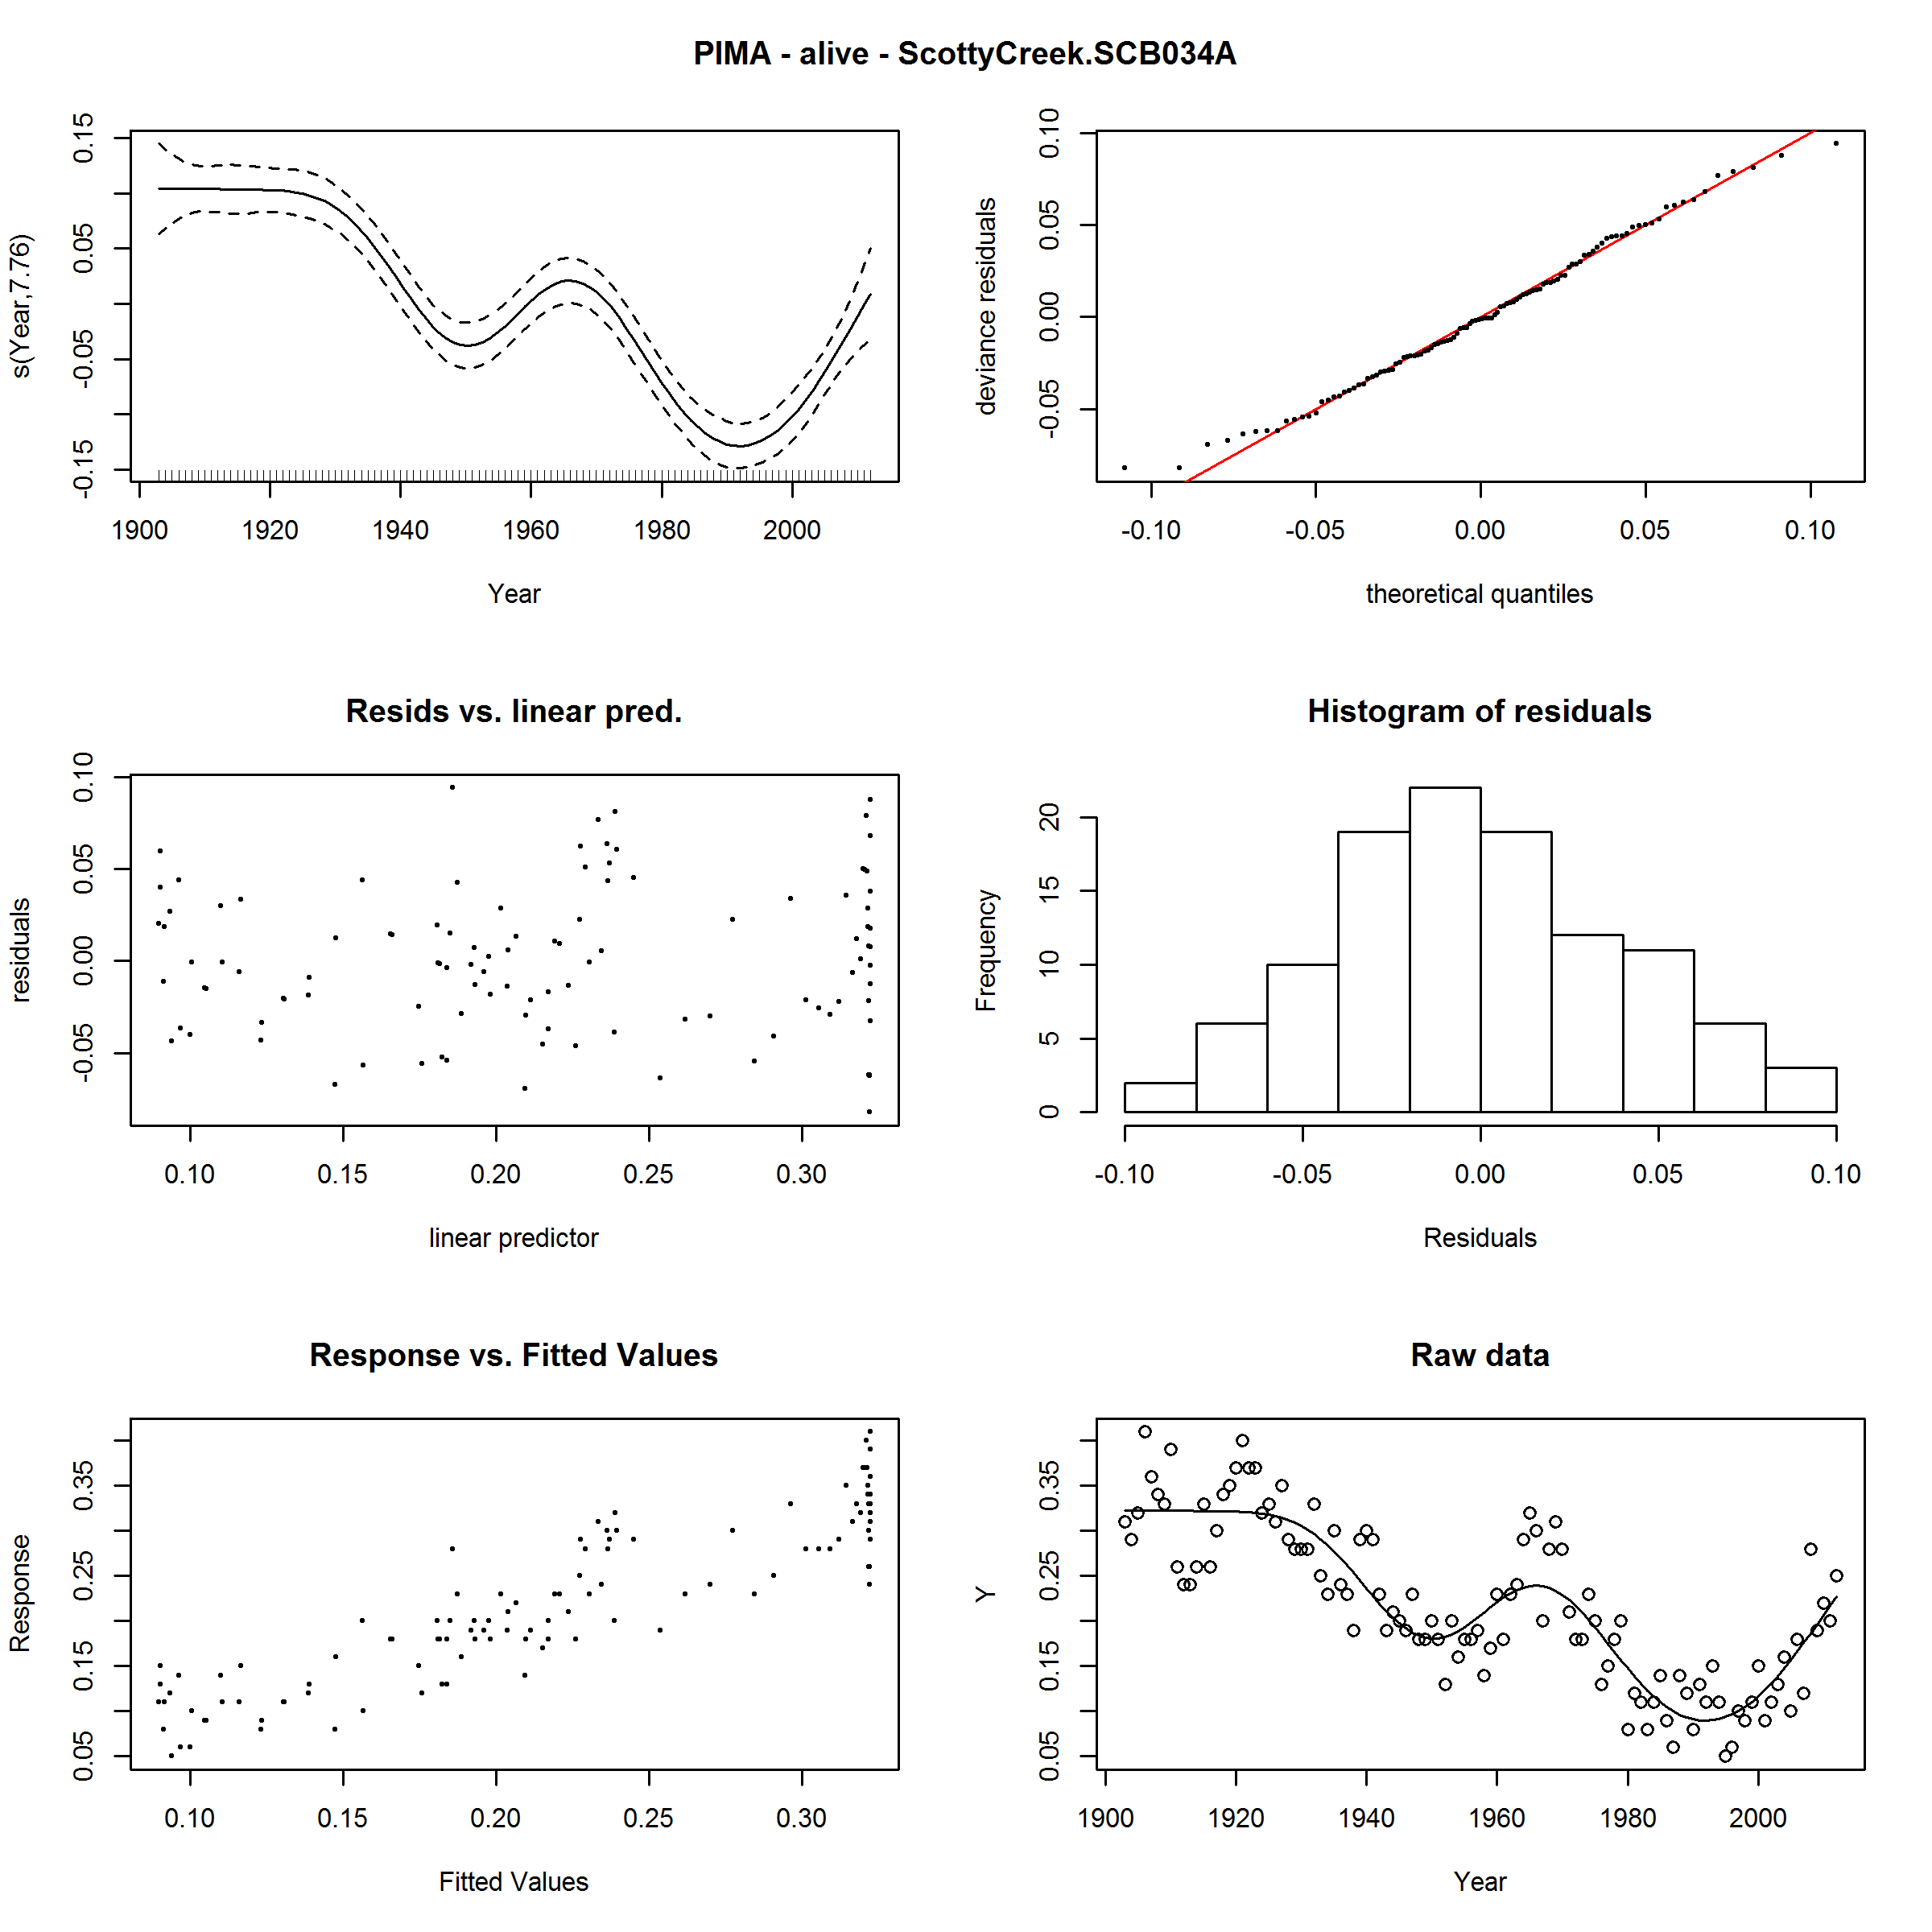 PIMA - alive - ScottyCreek.SCB034A
s(Year,7.76)
0.15
0.05
-0.05
-0.15
1900 1920 1940 1960 1980 2000
Year
deviance residuals
0.10
0.05
0.00
-0.05
-0.10 -0.05 0.00 0.05 0.10
theoretical quantiles
Resids vs. linear pred.
residuals
0.10
0.05
0.00
-0.05
0.10 0.15 0.20 0.25 0.30
linear predictor
Histogram of residuals
Frequency
20
15
10
5
0
-0.10 -0.05 0.00 0.05 0.10
Residuals
Response vs. Fitted Values
Response
0.35
0.25
0.15
0.05
0.10 0.15 0.20 0.25 0.30
Fitted Values
Raw data
Y
0.35
0.25
0.15
0.05
1900 1920 1940 1960 1980 2000
Year